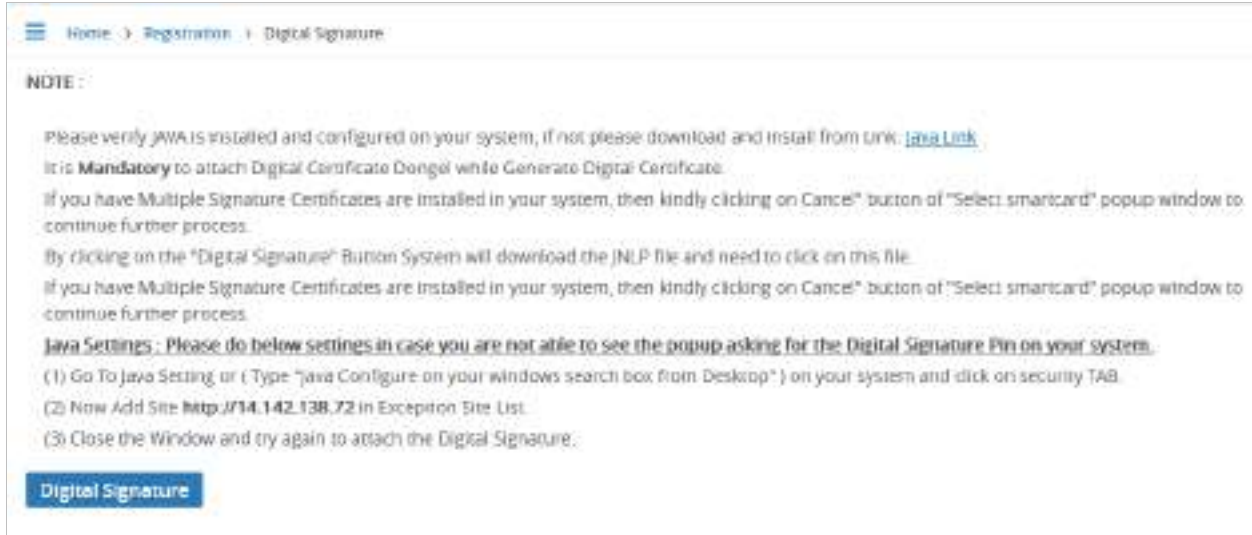 Home > Registration > Digital Signature
NOTE :
Please verify JAVA is installed and configured on your system, if not please download and install from Link. Java Link
It is Mandatory to attach Digital Certificate Dongel while Generate Digital Certificate.
If you have Multiple Signature Certificates are installed in your system, then kindly clicking on Cancel" button of "Select smartcard" popup window to
continue further process.
By clicking on the "Digital Signature" Button System will download the JNLP file and need to click on this file.
If you have Multiple Signature Certificates are installed in your system, then kindly clicking on Cancel" button of "Select smartcard" popup window to
continue further process.
Java Settings : Please do below settings in case you are not able to see the popup asking for the Digital Signature Pin on your system.
(1) Go To Java Setting or ( Type "Java Configure on your windows search box from Desktop" ) on your system and click on security TAB.
(2) Now Add Site http://14.142.138.72 in Exception Site List.
(3) Close the Window and try again to attach the Digital Signature.
Digital Signature